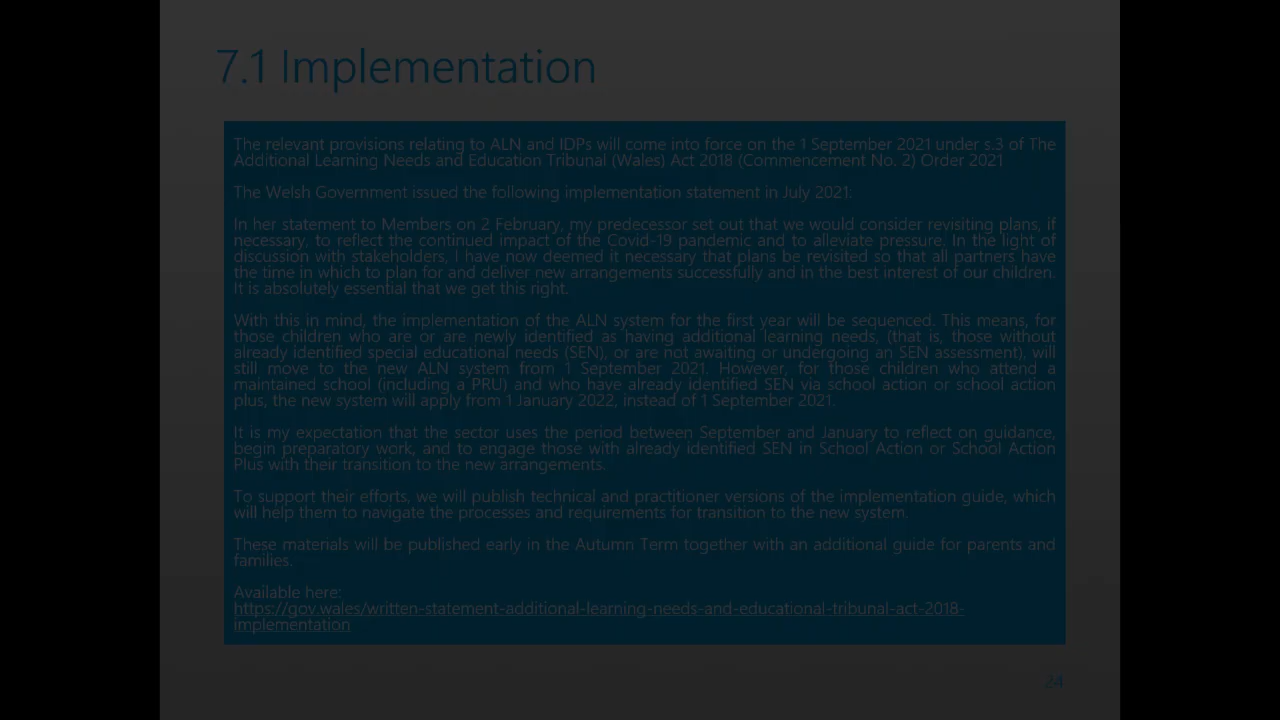 7.1 Implementation
The relevant provisions relating to ALN and IDPs will come into force on the 1 September 2021 under s.3 of The
Additional Learning Needs and Education Tribunal (Wales) Act 2018 (Commencement No. 2) Order 2021
The Welsh Government issued the following implementation statement in July 2021:
In her statement to Members on 2 February, my predecessor set out that we would consider revisiting plans, if
necessary, to reflect the continued impact of the Covid-19 pandemic and to alleviate pressure. In the light of
discussion with stakeholders, I have now deemed it necessary that plans be revisited so that all partners have
the time in which to plan for and deliver new arrangements successfully and in the best interest of our children.
It is absolutely essential that we get this right.
With this in mind, the implementation of the ALN system for the first year will be sequenced. This means, for
those children who are or are newly identified as having additional learning needs, (that is, those without
already identified special educational needs (SEN), or are not awaiting or undergoing an SEN assessment), will
still move to the new ALN system from 1 September 2021. However, for those children who attend a
maintained school (including a PRU) and who have already identified SEN via school action or school action
plus, the new system will apply from 1 January 2022, instead of 1 September 2021.
It is my expectation that the sector uses the period between September and January to reflect on guidance,
begin preparatory work, and to engage those with already identified SEN in School Action or School Action
Plus with their transition to the new arrangements.
To support their efforts, we will publish technical and practitioner versions of the implementation guide, which
will help them to navigate the processes and requirements for transition to the new system.
These materials will be published early in the Autumn Term together with an additional guide for parents and
families.
Available here:
https://gov.wales/written-statement-additional-learning-needs-and-educational-tribunal-act-2018-
implementation
24